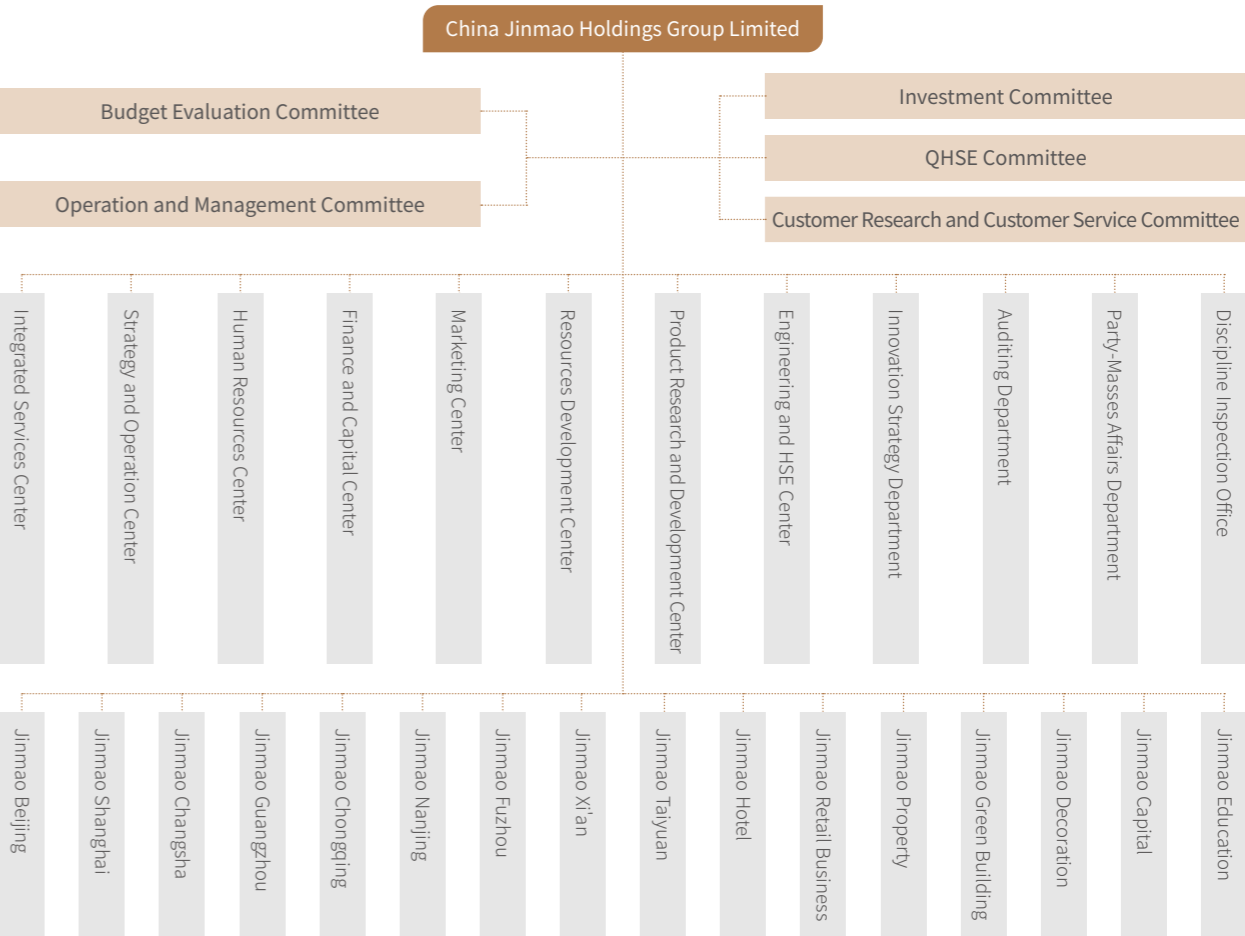 China Jinmao Holdings Group Limited
Budget Evaluation Committee
Operation and Management Committee
Investment Committee
QHSE Committee
Customer Research and Customer Service Committee
Integrated Services Center
Strategy and Operation Center
Human Resources Center
Finance and Capital Center
Marketing Center
Resources Development Center
Product Research and Development Center
Engineering and HSE Center
Innovation Strategy Department
Auditing Department
Party-Masses Affairs Department
Discipline Inspection Office
Jinmao Beijing
Jinmao Shanghai
Jinmao Changsha
Jinmao Guangzhou
Jinmao Chongqing
Jinmao Nanjing
Jinmao Fuzhou
Jinmao Xi'an
Jinmao Taiyuan
Jinmao Hotel
Jinmao Retail Business
Jinmao Property
Jinmao Green Building
Jinmao Decoration
Jinmao Capital
Jinmao Education